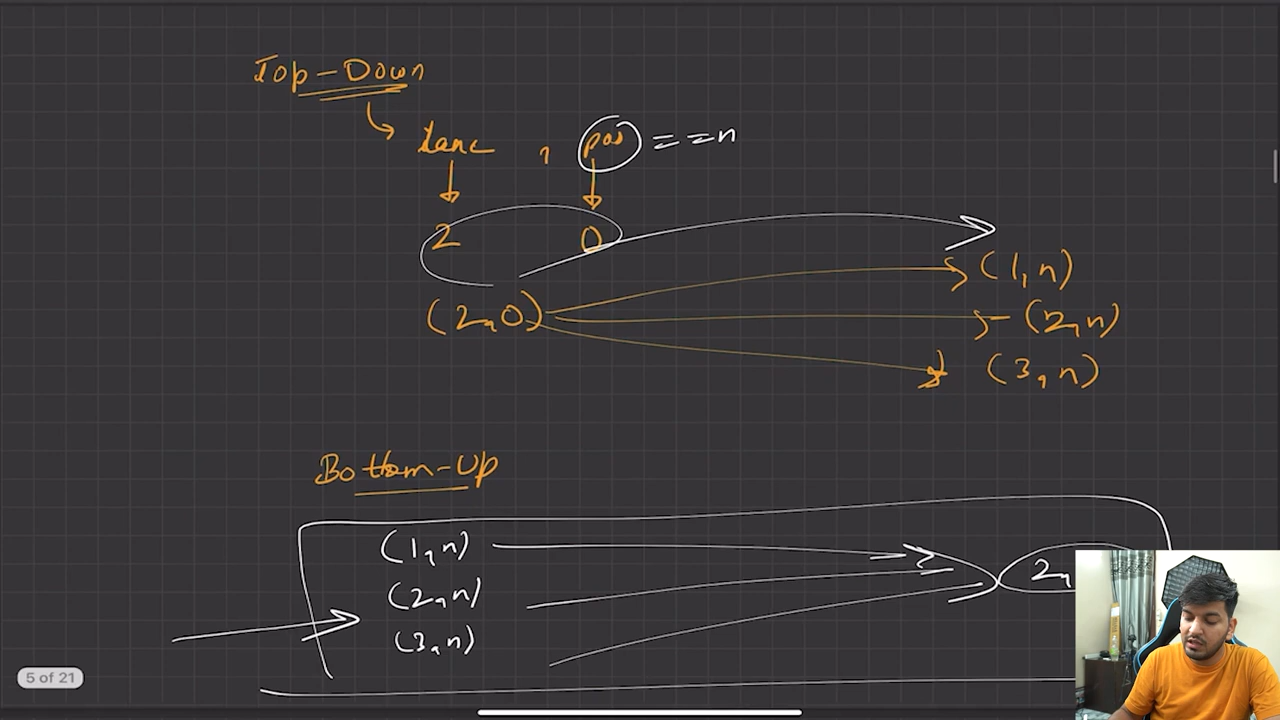 Top-Down
lane , pos == n
2 0
(1, n)
(2, 0) (2, n)
(3, n)
Bottom-Up
(1, n)
(2, n) 2,
(3, n)
5 of 21